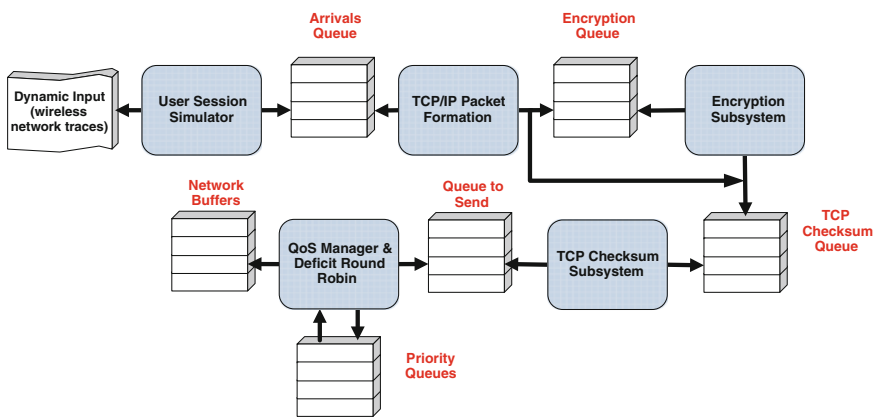 Arrivals
Queue
Encryption
Queue
Dynamic Input
(wireless
network traces)
User Session
Simulator
TCP/IP Packet
Formation
Encryption
Subsystem
Network
Buffers
Queue to
Send
TCP
Checksum
Queue
QoS Manager &
Deficit Round
Robin
TCP Checksum
Subsystem
Priority
Queues